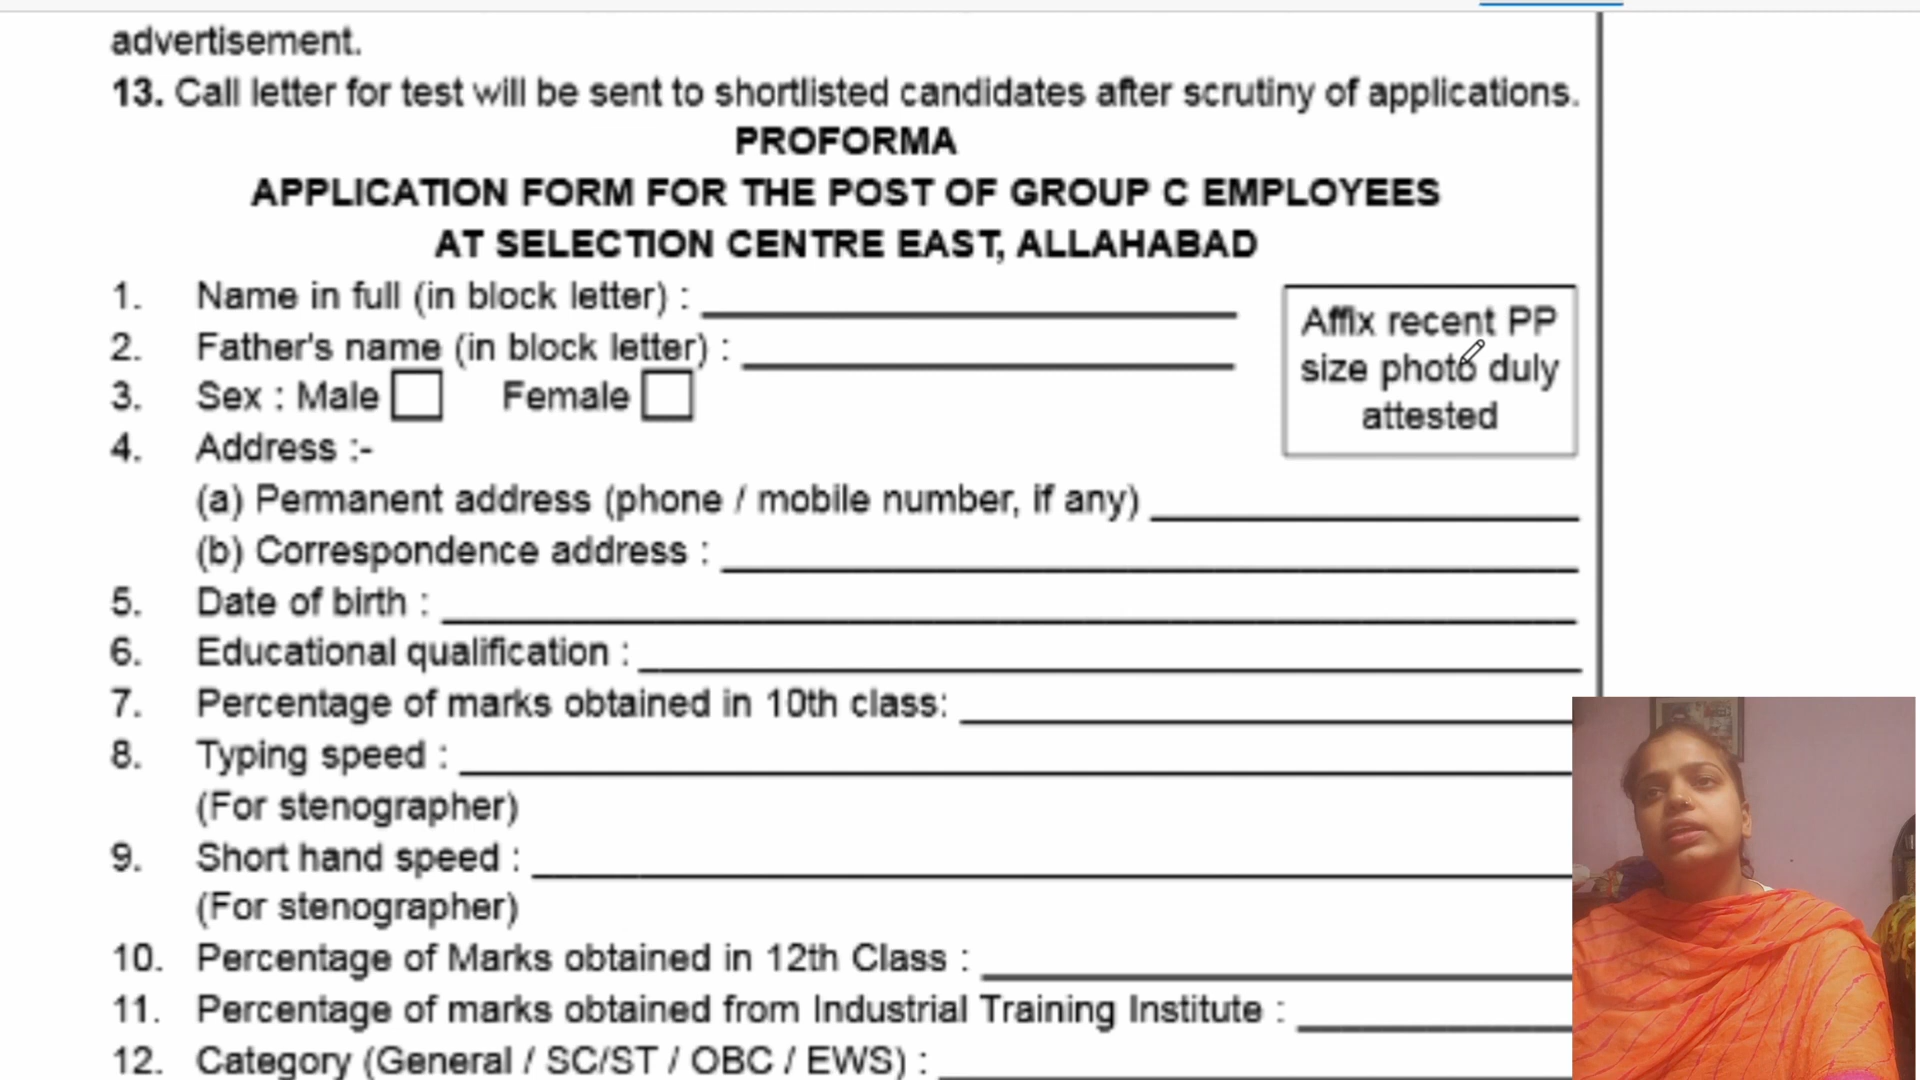 advertisement.
13. Call letter for test will be sent to shortlisted candidates after scrutiny of applications.
PROFORMA
APPLICATION FORM FOR THE POST OF GROUP C EMPLOYEES
AT SELECTION CENTRE EAST, ALLAHABAD
1. Name in full (in block letter) :
2. Father's name (in block letter) :
3. Sex : Male Female
Affix recent PP
size photo duly
attested
4. Address :-
(a) Permanent address (phone / mobile number, if any)
(b) Correspondence address :
5. Date of birth :
6. Educational qualification :
7. Percentage of marks obtained in 10th class:
8. Typing speed :
(For stenographer)
9. Short hand speed :
(For stenographer)
10. Percentage of Marks obtained in 12th Class :
11. Percentage of marks obtained from Industrial Training Institute :
12. Category (General / SC/ST / OBC / EWS) :